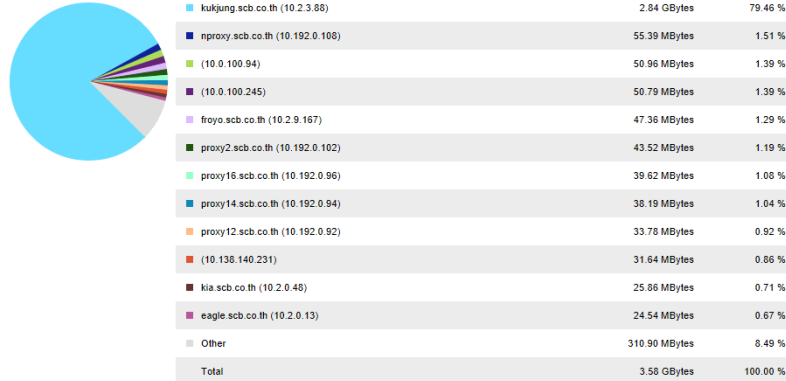 kukjung.scb.co.th (10.2.3.88) 2.84 GBytes 79.46 %
nproxy.scb.co.th (10.192.0.108) 55.39 MBytes 1.51 %
(10.0.100.94) 50.96 MBytes 1.39 %
(10.0.100.245) 50.79 MBytes 1.39 %
froyo.scb.co.th (10.2.9.167) 47.36 MBytes 1.29 %
proxy2.scb.co.th (10.192.0.102) 43.52 MBytes 1.19 %
proxy16.scb.co.th (10.192.0.96) 39.62 MBytes 1.08 %
proxy14.scb.co.th (10.192.0.94) 38.19 MBytes 1.04 %
proxy12.scb.co.th (10.192.0.92) 33.78 MBytes 0.92 %
(10.138.140.231) 31.64 MBytes 0.86 %
kia.scb.co.th (10.2.0.48) 25.86 MBytes 0.71 %
eagle.scb.co.th (10.2.0.13) 24.54 MBytes 0.67 %
Other 310.90 MBytes 8.49 %
Total 3.58 GBytes 100.00 %